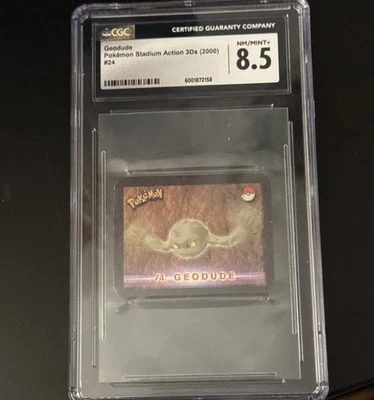 CGC
CERTIFIED GUARANTY COMPANY
Geodude
Pokémon Stadium Action 3Ds (2000)
#24
6001872158
NM/MINT+
8.5
POKéMON
74. GEODUDE